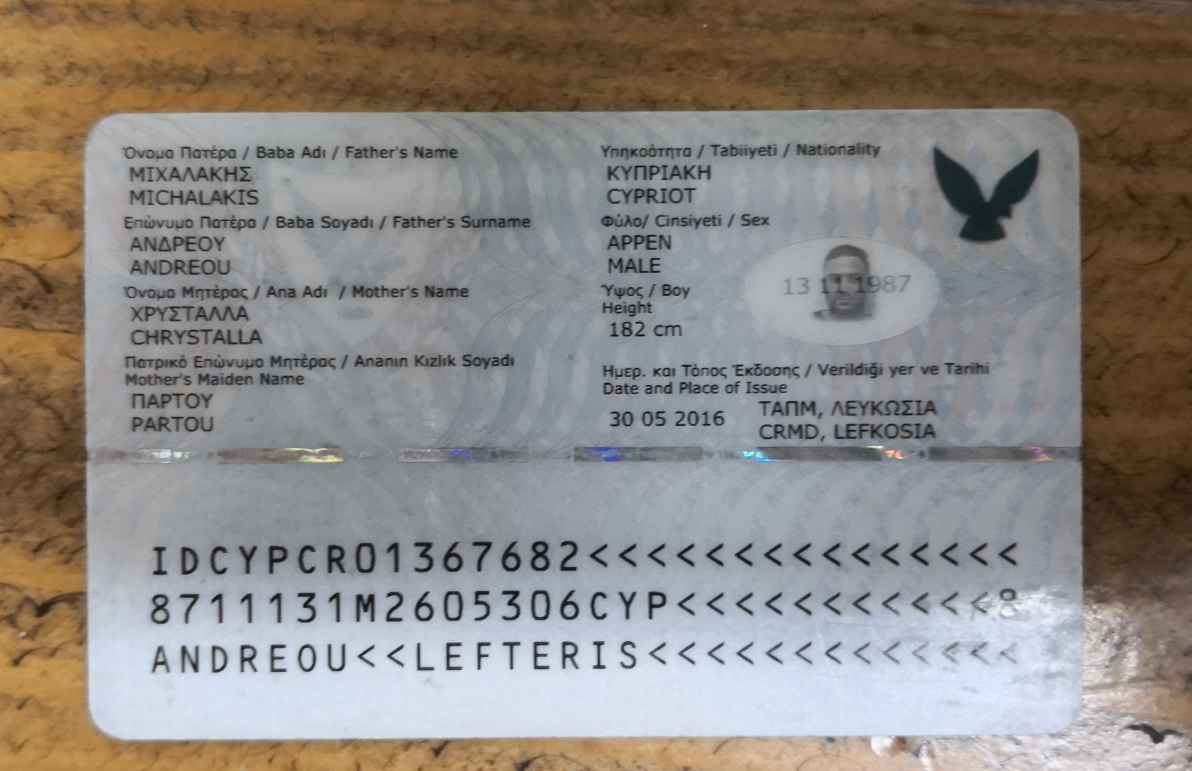 Όνομα Πατέρα / Baba Adı / Father's Name
ΜΙΧΑΛΑΚΗΣ
MICHALAKIS
Επώνυμο Πατέρα / Baba Soyadı / Father's Surname
ΑΝΔΡΕΟΥ
ANDREOU
Όνομα Μητέρας / Ana Adı / Mother's Name
ΧΡΥΣΤΑΛΛΑ
CHRYSTALLA
Πατρικό Επώνυμο Μητέρας / Ananın Kızlık Soyadı
Mother's Maiden Name
ΠΑΡΤΟΥ
PARTOU
Υπηκοότητα / Tabiiyeti / Nationality
ΚΥΠΡΙΑΚΗ
CYPRIOT
Φύλο/ Cinsiyeti / Sex
ΑΡΡΕΝ
MALE
Ύψος / Boy
Height
182 cm
13 11 1987
Ημερ. και Τόπος Έκδοσης / Verildiği yer ve Tarihi
Date and Place of Issue
30 05 2016
ΤΑΠΜ, ΛΕΥΚΩΣΙΑ
CRMD, LEFKOSIA
IDCYPCR01367682<<<<<<<<<<<<<<<
8711131M2605306CYP<<<<<<<<<<<8
ANDREOU<<LEFTERIS<<<<<<<<<<<<<